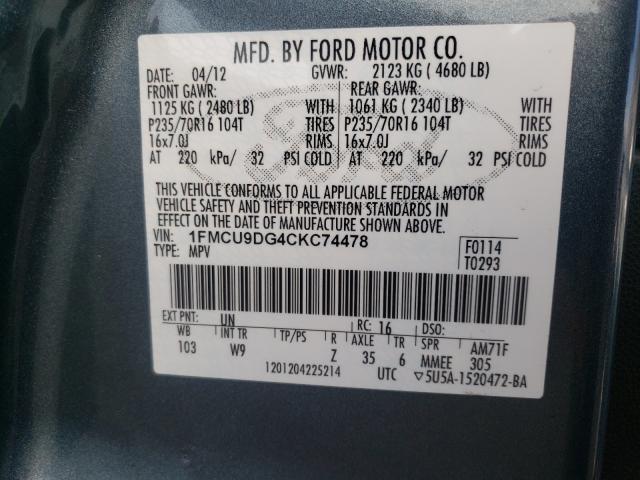 MFD. BY FORD MOTOR CO.
DATE: 04/12 GVWR: 2123 KG ( 4680 LB)
FRONT GAWR: REAR GAWR:
1125 KG ( 2480 LB) WITH 1061 KG ( 2340 LB) WITH
P235/70R16 104T TIRES P235/70R16 104T TIRES
16x7.0J RIMS 16x7.0J RIMS
AT 220 kPa/ 32 PSI COLD AT 220 kPa/ 32 PSI COLD
THIS VEHICLE CONFORMS TO ALL APPLICABLE FEDERAL MOTOR
VEHICLE SAFETY AND THEFT PREVENTION STANDARDS IN
EFFECT ON THE DATE OF MANUFACTURE SHOWN ABOVE.
VIN: 1FMCU9DG4CKC74478 F0114
TYPE: MPV T0293
EXT PNT: UN RC: 16 DSO:
WB INT TR TP/PS R AXLE TR SPR AM71F
103 W9 Z 35 6 MMEE 305
1201204225214 UTC ▽5U5A-1520472-BA
Ford